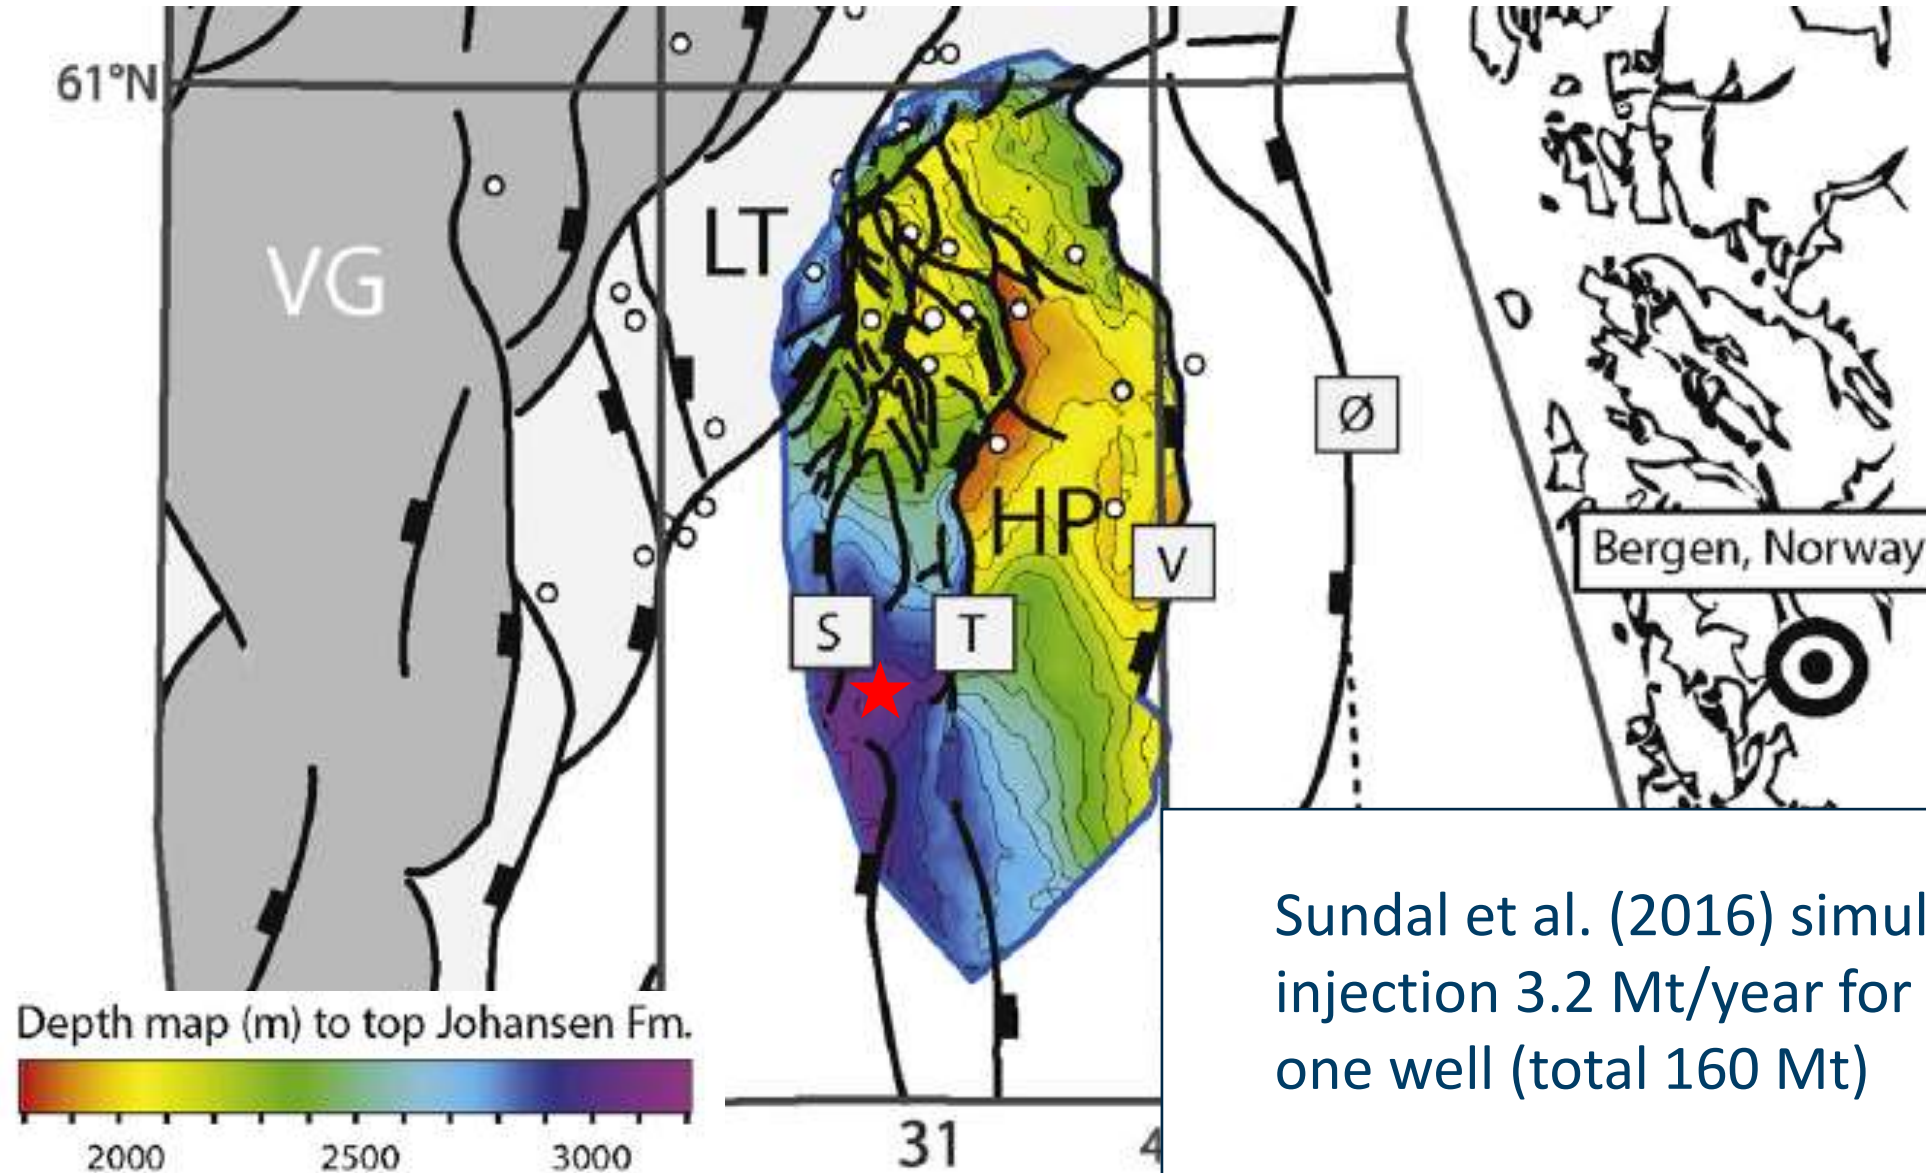 61°N
VG
LT
Ø
HP
V
Bergen, Norway
S
T
Sundal et al. (2016) simul
injection 3.2 Mt/year for
one well (total 160 Mt)
Depth map (m) to top Johansen Fm.
2000 2500 3000
31 4